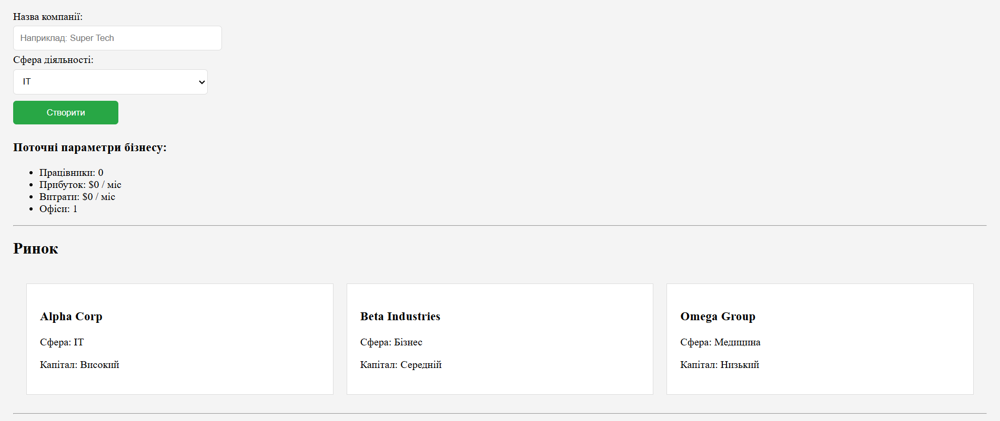 Назва компанії:
Наприклад: Super Tech
Сфера діяльності:
IT
Створити
Поточні параметри бізнесу:
Працівники: 0
Прибуток: $0 / міс
Витрати: $0 / міс
Офіси: 1
Ринок
Alpha Corp
Сфера: IT
Капітал: Високий
Beta Industries
Сфера: Бізнес
Капітал: Середній
Omega Group
Сфера: Медицина
Капітал: Низький